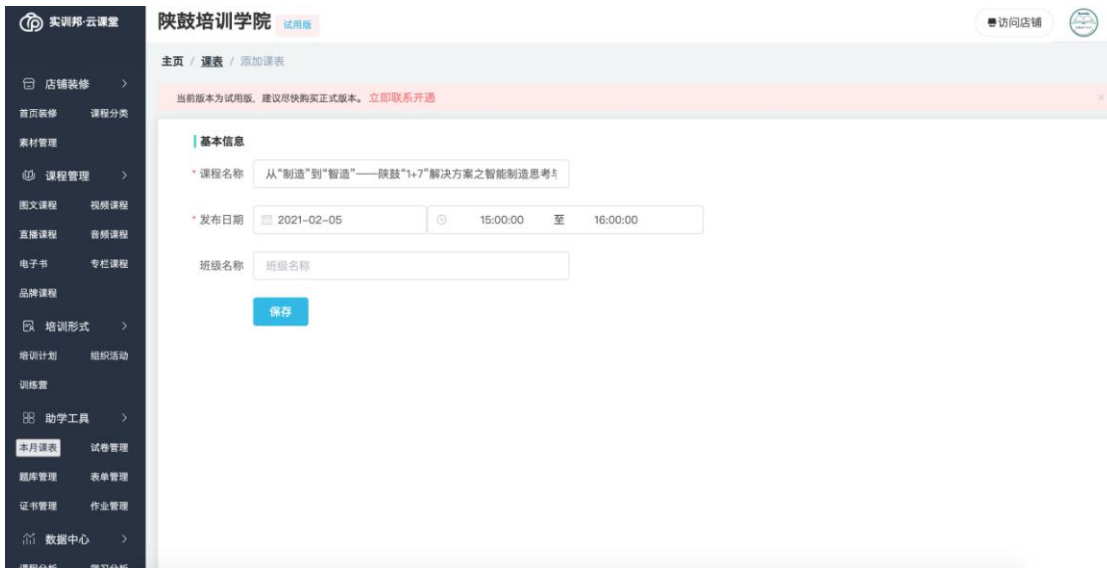 实训邦·云课堂
陕鼓培训学院 试用版
访问店铺
主页 / 课表 / 添加课表
当前版本为试用版，建议尽快购买正式版本。立即联系开通
店铺装修
首页装修 课程分类
素材管理
课程管理
图文课程 视频课程
直播课程 音频课程
电子书 专栏课程
品牌课程
培训形式
培训计划 组织活动
训练营
助学工具
本月课表 试卷管理
题库管理 表单管理
证书管理 作业管理
数据中心
课程分析 学习分析
基本信息
* 课程名称 从“制造”到“智造”——陕鼓“1+7”解决方案之智能制造思考与
* 发布日期 2021-02-05 15:00:00 至 16:00:00
班级名称 班级名称
保存